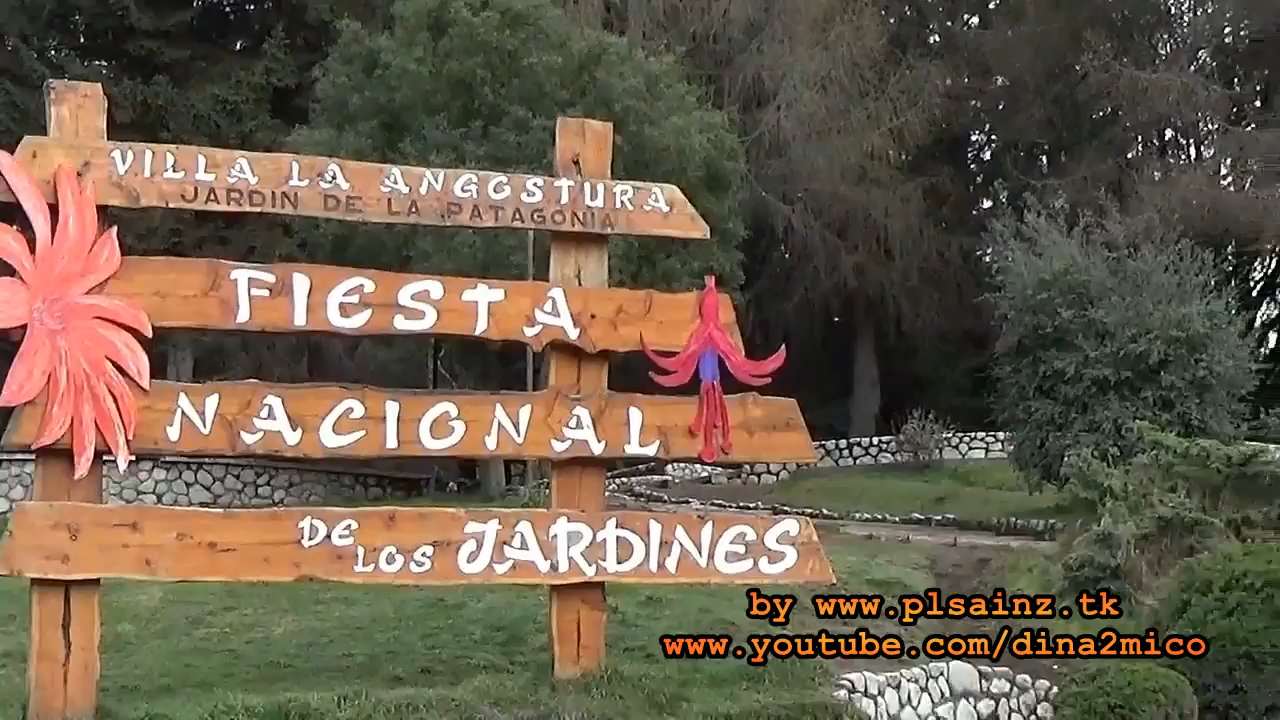 VILLA LA ANGOSTURA
JARDIN DE LA PATAGONIA
FIESTA
NACIONAL
DE LOS JARDINES
by www.plsainz.tk
www.youtube.com/dina2mico